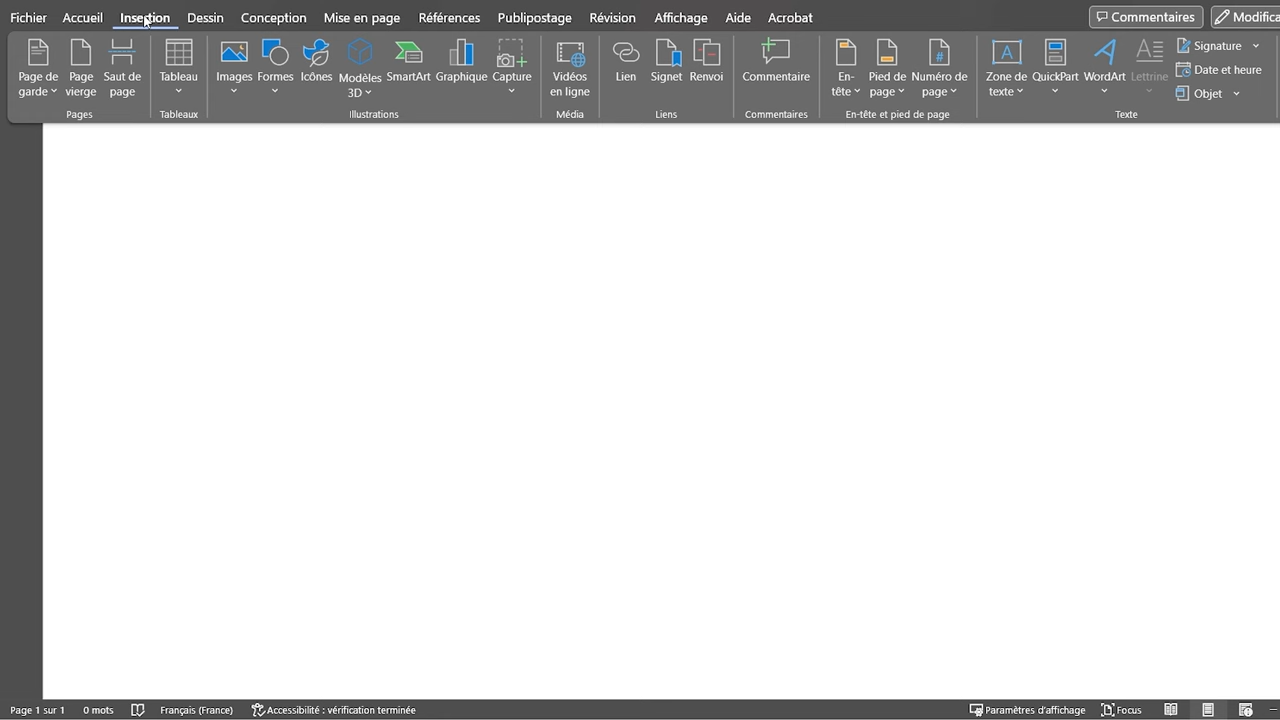 Fichier Accueil Insertion Dessin Conception Mise en page Références Publipostage Révision Affichage Aide Acrobat Commentaires Modifica
Page de garde
Page vierge
Saut de page
Pages
Tableau
Tableaux
Images
Formes
Icônes
Modèles 3D
SmartArt
Graphique
Capture
Illustrations
Vidéos en ligne
Média
Lien
Signet
Renvoi
Liens
Commentaire
Commentaires
En-tête
Pied de page
Numéro de page
En-tête et pied de page
Zone de texte
QuickPart
WordArt
Lettrine
Signature
Date et heure
Objet
Texte
Page 1 sur 1 0 mots Français (France) Accessibilité : vérification terminée Paramètres d'affichage Focus